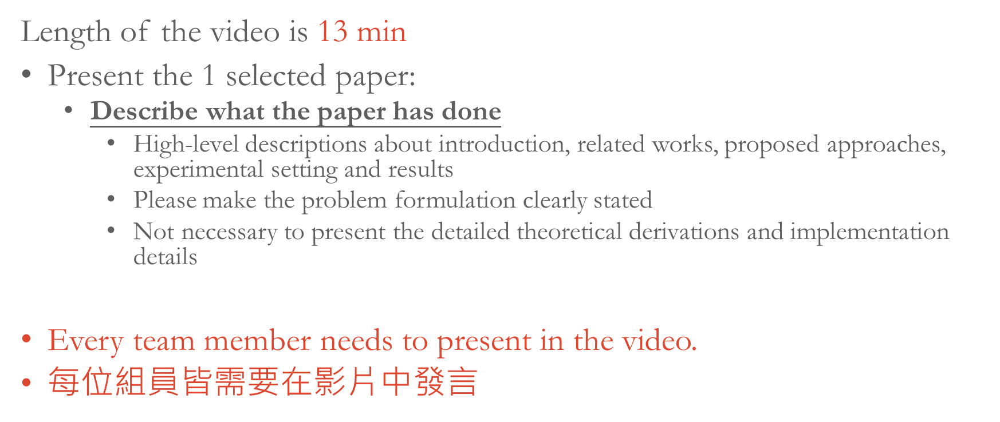 Length of the video is 13 min
• Present the 1 selected paper:
• Describe what the paper has done
• High-level descriptions about introduction, related works, proposed approaches,
experimental setting and results
• Please make the problem formulation clearly stated
• Not necessary to present the detailed theoretical derivations and implementation
details
• Every team member needs to present in the video.
• 每位組員皆需要在影片中發言